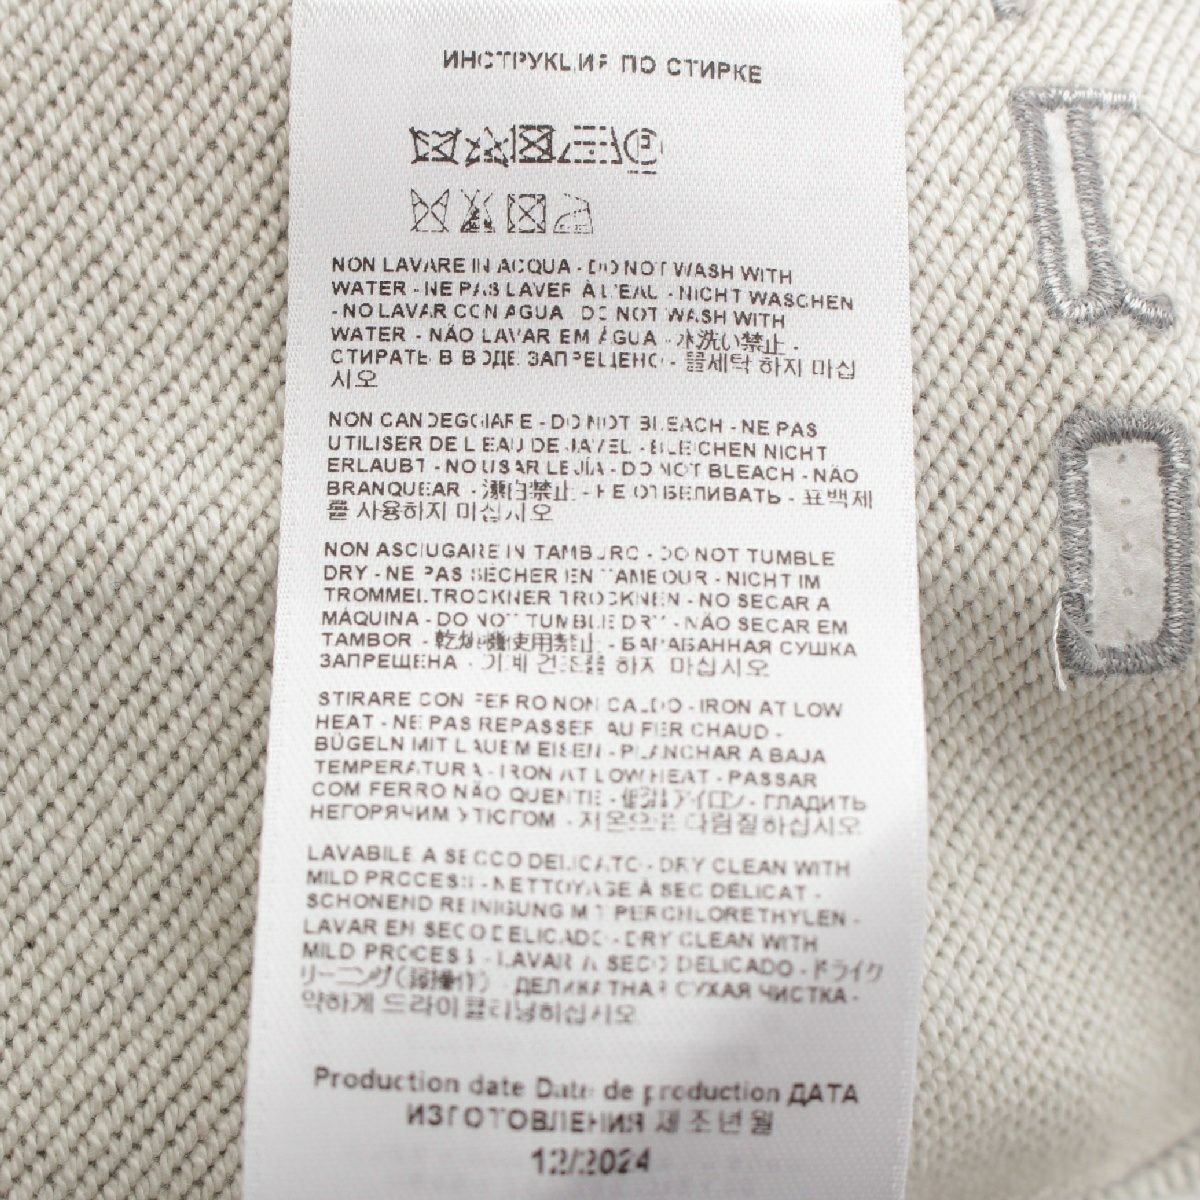 ИНСТРУКЦИЯ ПО СТИРКЕ
NON LAVARE IN ACQUA - DO NOT WASH WITH
WATER - NE PAS LAVER À L'EAU - NICHT WASCHEN
- NO LAVAR CON AGUA DO NOT WASH WITH
WATER - NÃO LAVAR EM ÁGUA - 水洗い禁止 -
СТИРАТЬ В ВОДЕ ЗАПРЕЩЕНО - 물세탁 하지 마십
시오
NON CANDEGGIARE - DO NOT BLEACH - NE PAS
UTILISER DE L'EAU DE JAVEL - BLEICHEN NICHT
ERLAUBT - NO USAR LEJÍA - DO NOT BLEACH - NÃO
BRANQUEAR - 漂白禁止 - НЕ ОТБЕЛИВАТЬ - 표백제
를 사용하지 마십시오
NON ASCIUGARE IN TAMBURO - DO NOT TUMBLE
DRY - NE PAS SECHER EN TAMBOUR - NICHT IM
TROMMELTROCKNER TROCKNEN - NO SECAR A
MÁQUINA - DO NOT TUMBLE DRY - NÃO SECAR EM
TAMBOR - 乾燥機使用禁止 - БАРАБАННАЯ СУШКА
ЗАПРЕЩЕНА - 기계 건조를 하지 마십시오
STIRARE CON FERRO NON CALDO - IRON AT LOW
HEAT - NE PAS REPASSER AU FER CHAUD -
BÜGELN MIT LAUEM EISEN - PLANCHAR A BAJA
TEMPERATURA - IRON AT LOW HEAT - PASSAR
COM FERRO NÃO QUENTE - 低温アイロン - ГЛАДИТЬ
НЕГОРЯЧИМ УТЮГОМ - 저온으로 다림질하십시오
LAVABILE A SECCO DELICATO - DRY CLEAN WITH
MILD PROCESS - NETTOYAGE À SEC DÉLICAT -
SCHONEND REINIGUNG MIT PERCHLORETHYLEN -
LAVAR EN SECO DELICADO - DRY CLEAN WITH
MILD PROCESS - LAVAR A SECO DELICADO - ドライク
リーニング(弱操作) - ДЕЛИКАТНАЯ СУХАЯ ЧИСТКА -
약하게 드라이클리닝하십시오
Production date Date de production ДАТА
ИЗГОТОВЛЕНИЯ 제조년월
12/2024